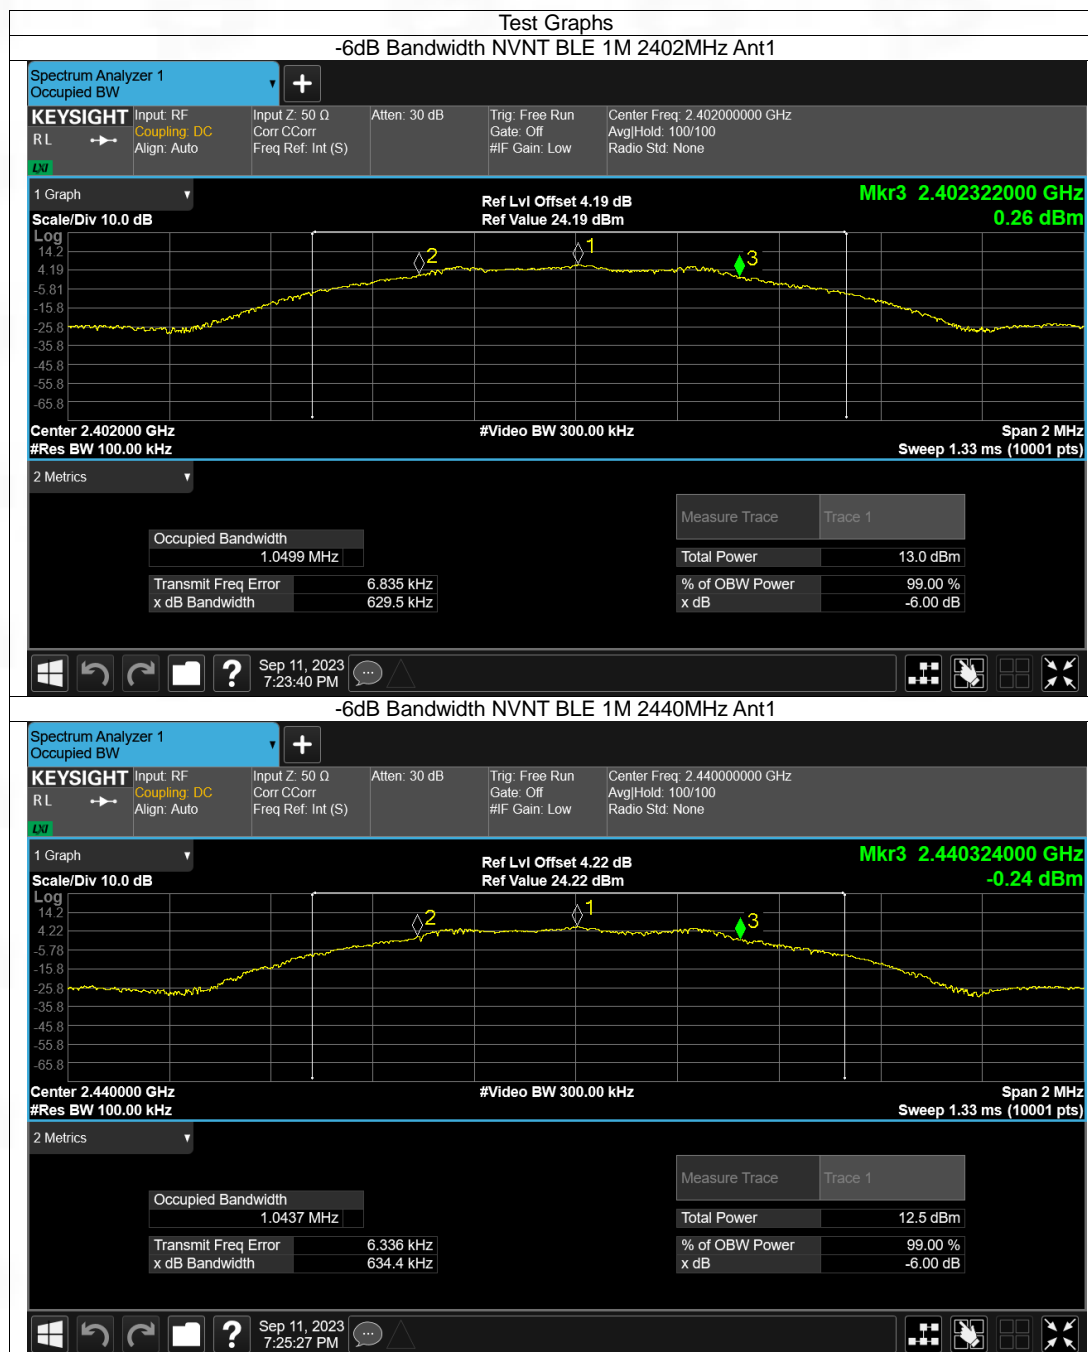 Test Graphs
-6dB Bandwidth NVNT BLE 1M 2402MHz Ant1
Spectrum Analyzer 1
Occupied BW
KEYSIGHT Input: RF Input Z: 50 Ω Atten: 30 dB Trig: Free Run Center Freq: 2.402000000 GHz
RL Coupling: DC Corr CCorr Gate: Off Avg|Hold: 100/100
Align: Auto Freq Ref: Int (S) #IF Gain: Low Radio Std: None
LXI
1 Graph Ref Lvl Offset 4.19 dB Mkr3 2.402322000 GHz
Scale/Div 10.0 dB Ref Value 24.19 dBm 0.26 dBm
Log
14.2
4.19
-5.81
-15.8
-25.8
-35.8
-45.8
-55.8
-65.8
2 1 3
Center 2.402000 GHz #Video BW 300.00 kHz Span 2 MHz
#Res BW 100.00 kHz Sweep 1.33 ms (10001 pts)
2 Metrics
Measure Trace Trace 1
Occupied Bandwidth
1.0499 MHz Total Power 13.0 dBm
Transmit Freq Error 6.835 kHz % of OBW Power 99.00 %
x dB Bandwidth 629.5 kHz x dB -6.00 dB
? Sep 11, 2023
7:23:40 PM
-6dB Bandwidth NVNT BLE 1M 2440MHz Ant1
Spectrum Analyzer 1
Occupied BW
KEYSIGHT Input: RF Input Z: 50 Ω Atten: 30 dB Trig: Free Run Center Freq: 2.440000000 GHz
RL Coupling: DC Corr CCorr Gate: Off Avg|Hold: 100/100
Align: Auto Freq Ref: Int (S) #IF Gain: Low Radio Std: None
LXI
1 Graph Ref Lvl Offset 4.22 dB Mkr3 2.440324000 GHz
Scale/Div 10.0 dB Ref Value 24.22 dBm -0.24 dBm
Log
14.2
4.22
-5.78
-15.8
-25.8
-35.8
-45.8
-55.8
-65.8
2 1 3
Center 2.440000 GHz #Video BW 300.00 kHz Span 2 MHz
#Res BW 100.00 kHz Sweep 1.33 ms (10001 pts)
2 Metrics
Measure Trace Trace 1
Occupied Bandwidth
1.0437 MHz Total Power 12.5 dBm
Transmit Freq Error 6.336 kHz % of OBW Power 99.00 %
x dB Bandwidth 634.4 kHz x dB -6.00 dB
? Sep 11, 2023
7:25:27 PM